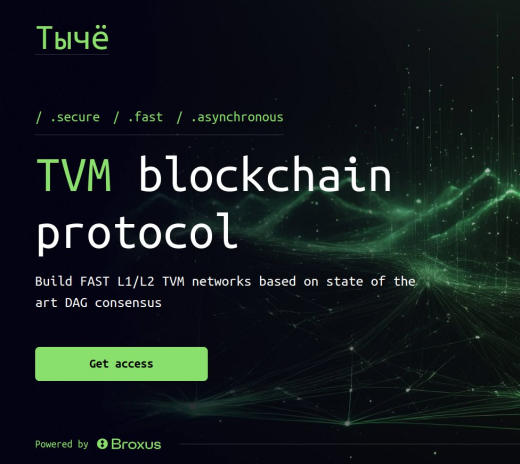 Тычё
/ .secure / .fast / .asynchronous
TVM blockchain
protocol
Build FAST L1/L2 TVM networks based on state of the
art DAG consensus
Get access
Powered by Broxus